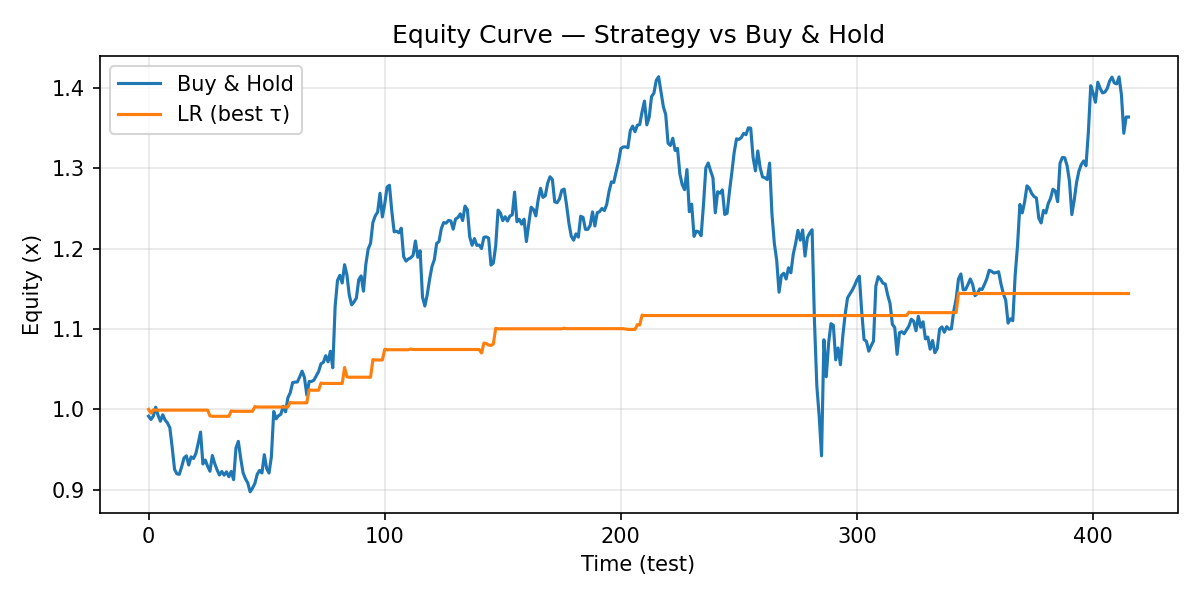 Equity Curve — Strategy vs Buy & Hold
Buy & Hold
LR (best τ)
Equity (x)
1.4
1.3
1.2
1.1
1.0
0.9
0 100 200 300 400
Time (test)